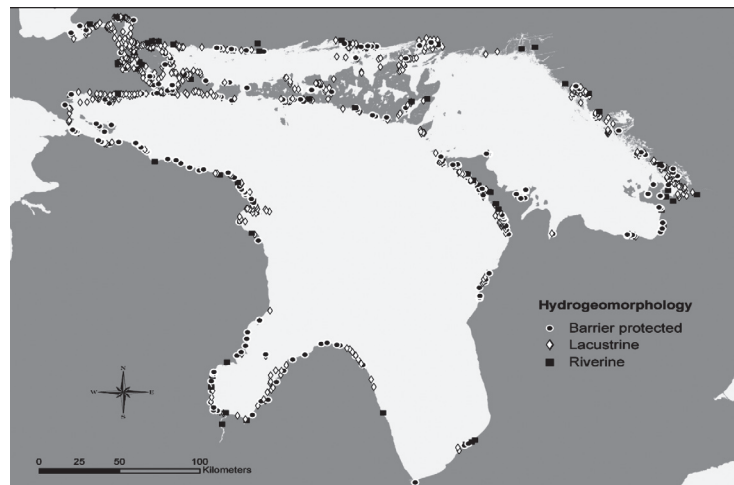 Hydrogeomorphology
Barrier protected
Lacustrine
Riverine
N
W E
S
0 25 50 100
Kilometers